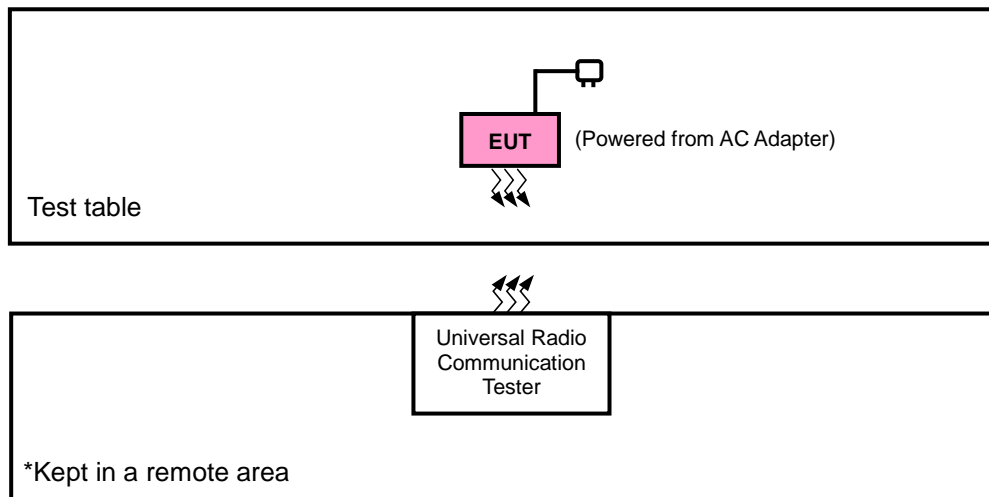 EUT
(Powered from AC Adapter)
Test table
Universal Radio
Communication
Tester
*Kept in a remote area